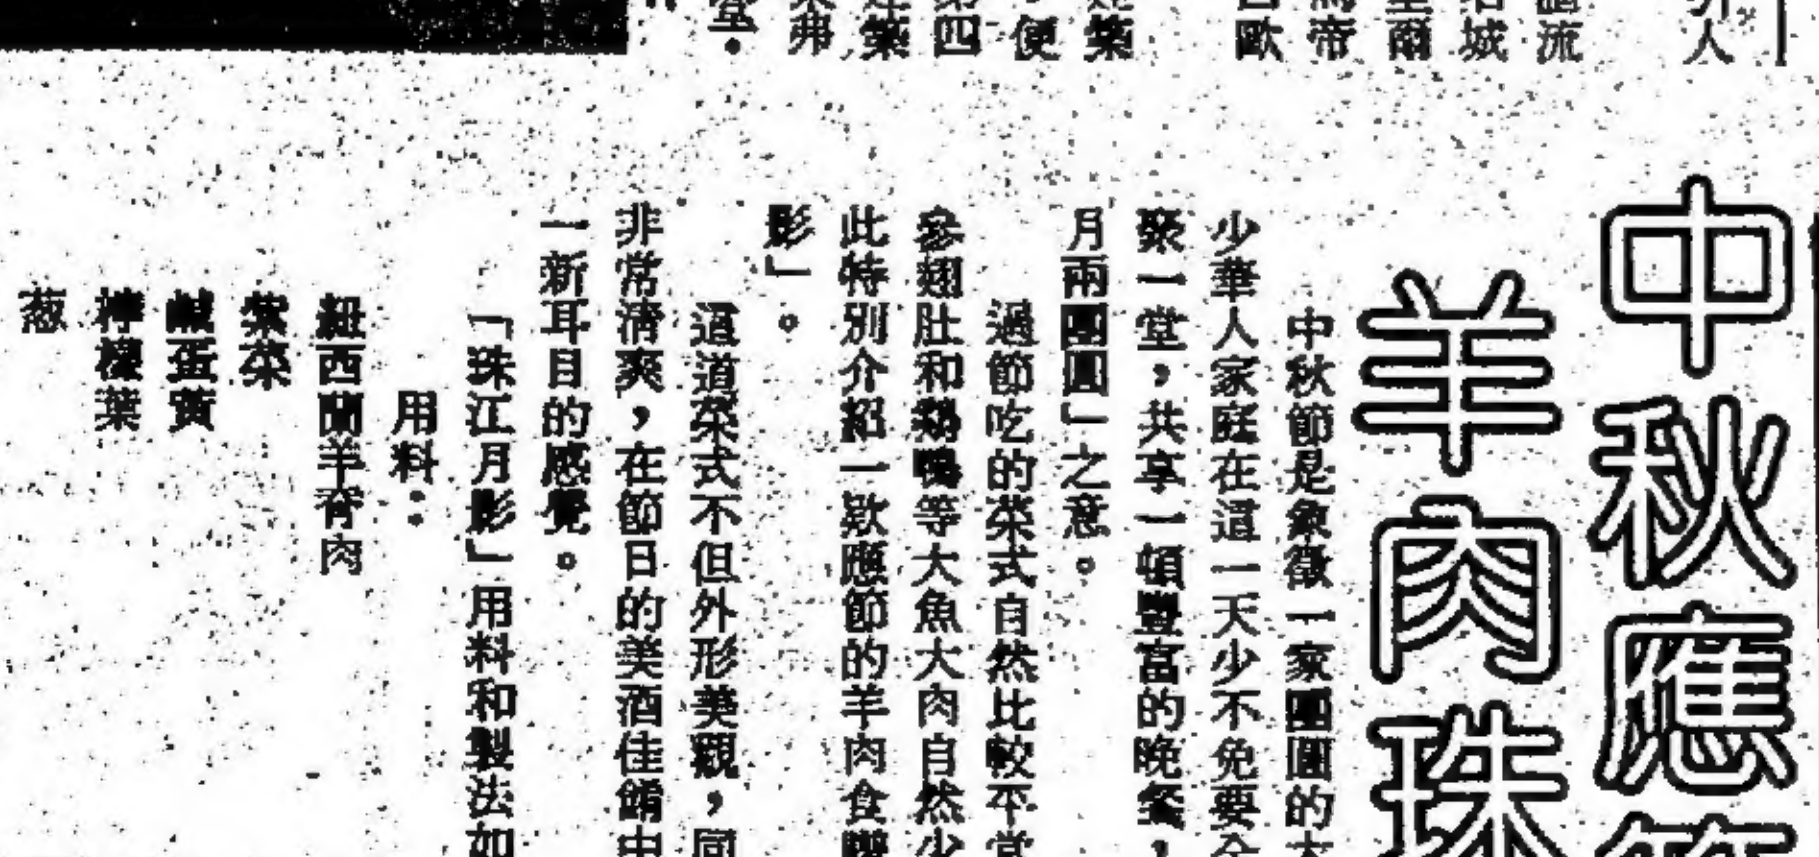 中秋應節
羊肉珠
中秋節是象徵一家團圓的大
少華人家庭在這一天少不免要全
聚一堂，共享一頓豐富的晚餐，
月兩團圓」之意。
過節吃的菜式自然比較平常
參翅肚和鷄鴨等大魚大肉自然少
此特別介紹一款應節的羊肉食譜
影」。
這道菜式不但外形美觀，同
非常清爽，在節日的美酒佳餚中
一新耳目的感覺。
「珠江月影」用料和製法如
用料：
紐西蘭羊脊肉
紫菜
鹹蛋黃
檸檬葉
葱